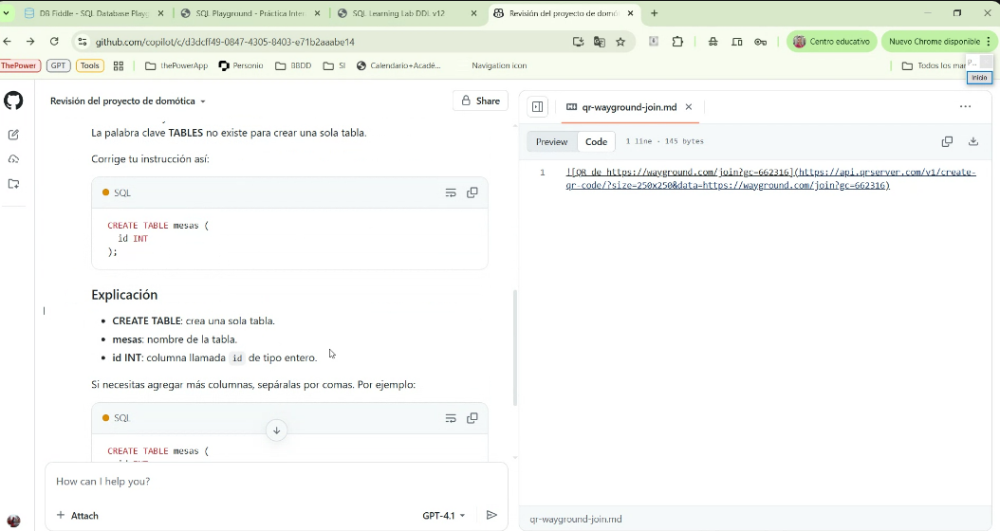 DB Fiddle - SQL Database Playg
SQL Playground - Práctica Inter
SQL Learning Lab DDL v12
Revisión del proyecto de domó
github.com/copilot/c/d3dcff49-0847-4305-8403-e71b2aaabe14
Centro educativo
Nuevo Chrome disponible
ThePower
GPT
Tools
thePowerApp
Personio
BBDD
SI
Calendario+Acadé...
Navigation icon
Todos los mar
P...
Inicio
Revisión del proyecto de domótica
Share
La palabra clave TABLES no existe para crear una sola tabla.
Corrige tu instrucción así:
SQL
CREATE TABLE mesas (
id INT
);
Explicación
• CREATE TABLE: crea una sola tabla.
• mesas: nombre de la tabla.
• id INT: columna llamada id de tipo entero.
Si necesitas agregar más columnas, sepáralas por comas. Por ejemplo:
SQL
CREATE TABLE mesas (
How can I help you?
+ Attach
GPT-4.1
qr-wayground-join.md
Preview
Code
1 line · 145 bytes
1
![QR de https://wayground.com/join?gc=662316](https://api.qrserver.com/v1/create-
qr-code/?size=250x250&data=https://wayground.com/join?gc=662316)
qr-wayground-join.md